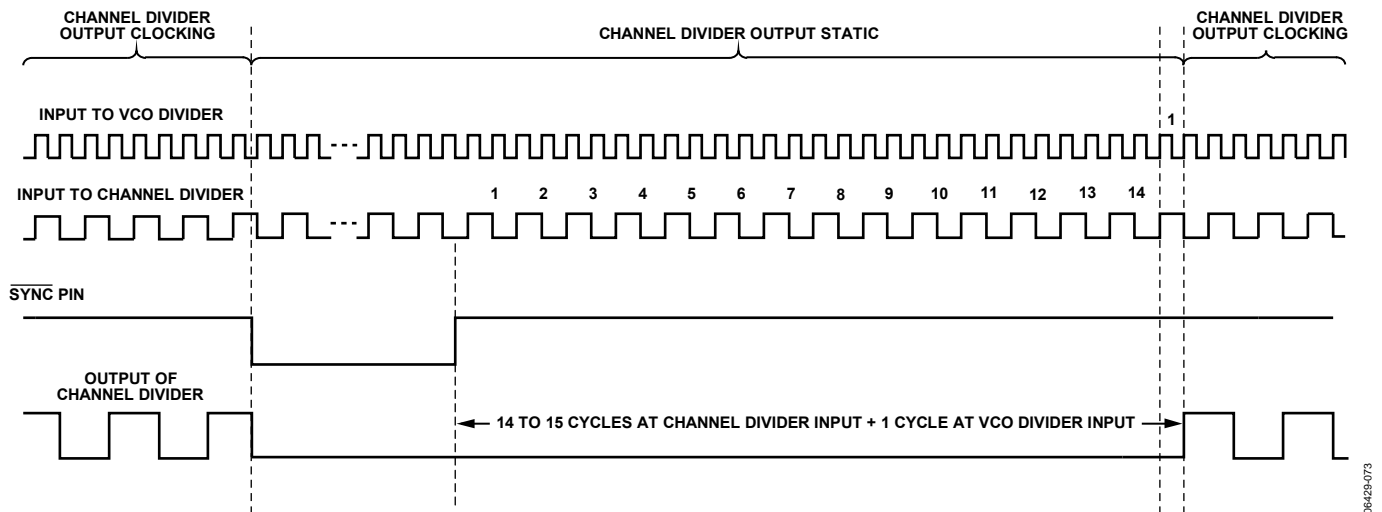 CHANNEL DIVIDER
OUTPUT CLOCKING
CHANNEL DIVIDER OUTPUT STATIC
CHANNEL DIVIDER
OUTPUT CLOCKING
INPUT TO VCO DIVIDER
1
INPUT TO CHANNEL DIVIDER
1 2 3 4 5 6 7 8 9 10 11 12 13 14
SYNC PIN
OUTPUT OF
CHANNEL DIVIDER
14 TO 15 CYCLES AT CHANNEL DIVIDER INPUT + 1 CYCLE AT VCO DIVIDER INPUT
06429-073